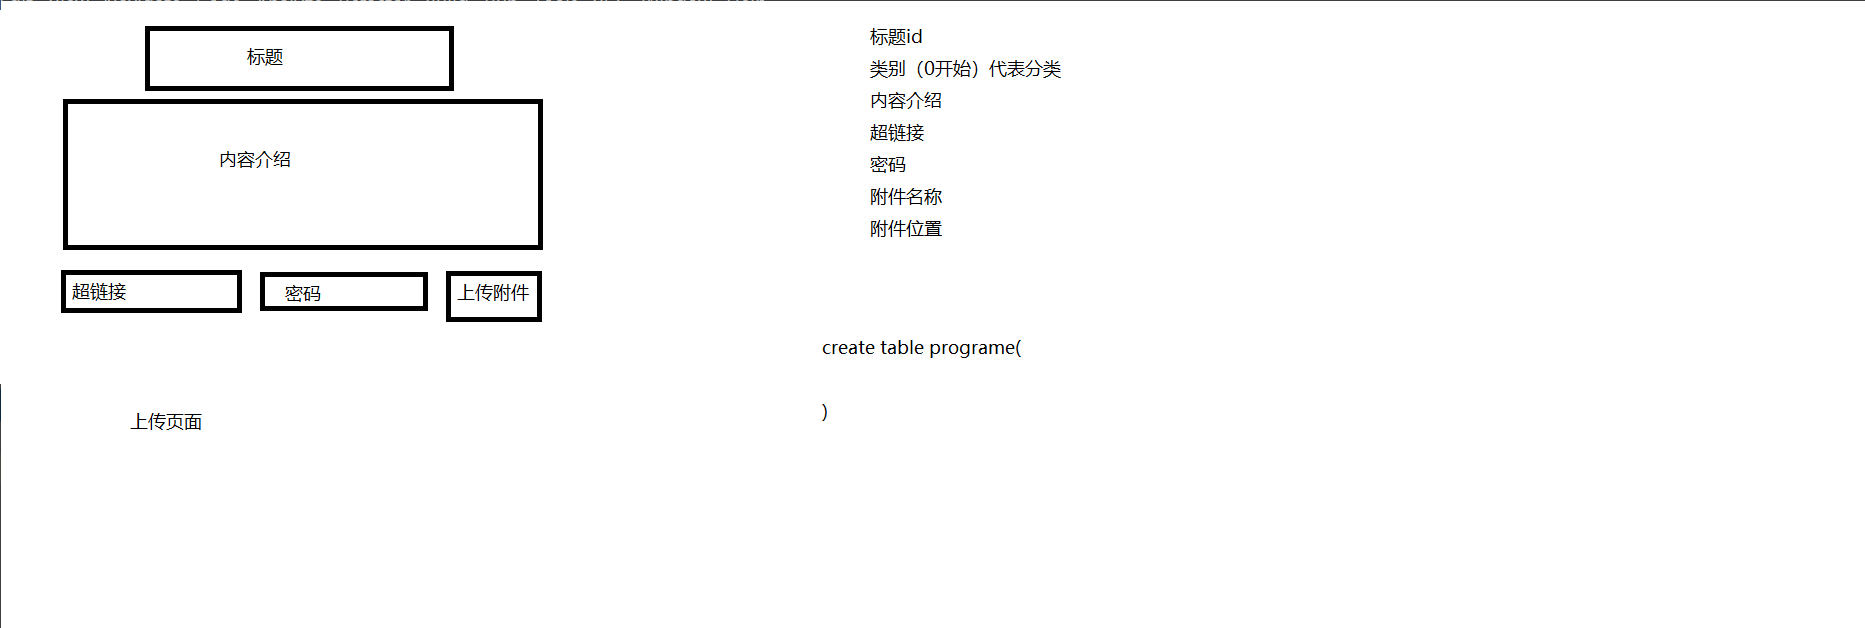 标题
内容介绍
超链接
密码
上传附件
上传页面
标题id
类别（0开始）代表分类
内容介绍
超链接
密码
附件名称
附件位置
create table programe(
)